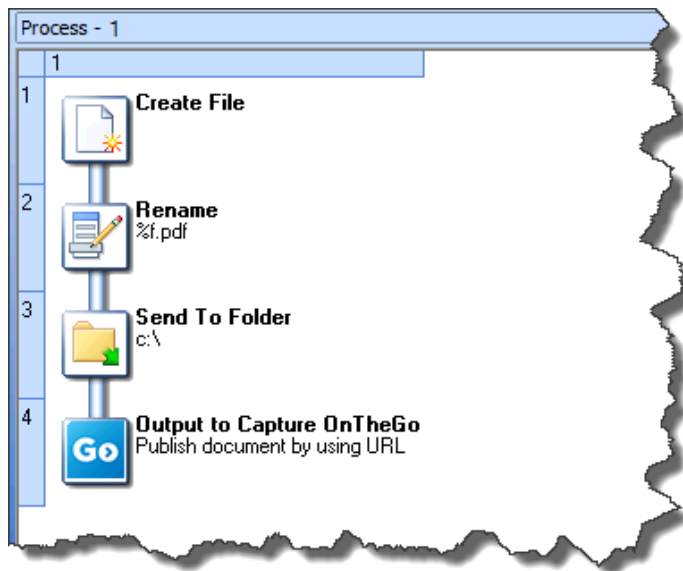 Process - 1
1
1
Create File
2
Rename
%f.pdf
3
Send To Folder
c:\
4
Output to Capture OnTheGo
Go
Publish document by using URL